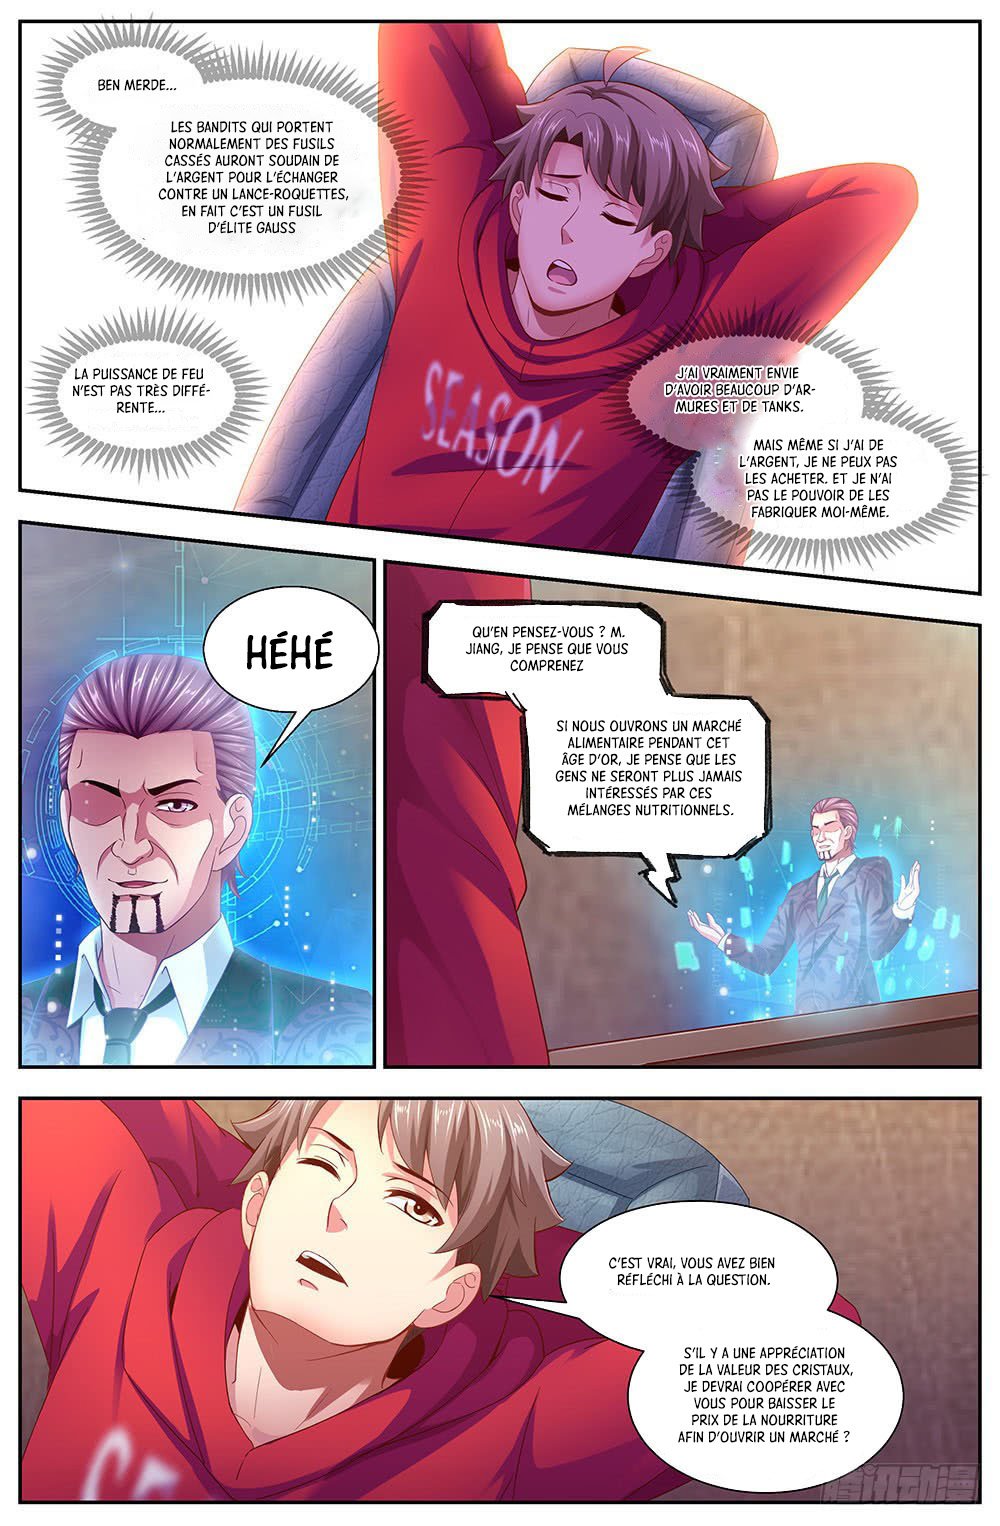 BEN MERDE...
LES BANDITS QUI PORTENT
NORMALEMENT DES FUSILS
CASSÉS AURONT SOUDAIN DE
L'ARGENT POUR L'ÉCHANGER
CONTRE UN LANCE-ROQUETTES,
EN FAIT C'EST UN FUSIL
D'ÉLITE GAUSS
LA PUISSANCE DE FEU
N'EST PAS TRÈS DIFFÉ-
RENTE...
J'AI VRAIMENT ENVIE
D'AVOIR BEAUCOUP D'AR-
MURES ET DE TANKS.
MAIS MÊME SI J'AI DE
L'ARGENT, JE NE PEUX PAS
LES ACHETER. ET JE N'AI
PAS LE POUVOIR DE LES
FABRIQUER MOI-MÊME.
SEASON
HÉHÉ
QU'EN PENSEZ-VOUS ? M.
JIANG, JE PENSE QUE VOUS
COMPRENEZ
SI NOUS OUVRONS UN MARCHÉ
ALIMENTAIRE PENDANT CET
ÂGE D'OR, JE PENSE QUE LES
GENS NE SERONT PLUS JAMAIS
INTÉRESSÉS PAR CES
MÉLANGES NUTRITIONNELS.
C'EST VRAI, VOUS AVEZ BIEN
RÉFLÉCHI À LA QUESTION.
S'IL Y A UNE APPRÉCIATION
DE LA VALEUR DES CRISTAUX,
JE DEVRAI COOPÉRER AVEC
VOUS POUR BAISSER LE
PRIX DE LA NOURRITURE
AFIN D'OUVRIR UN MARCHÉ ?
腾讯动漫